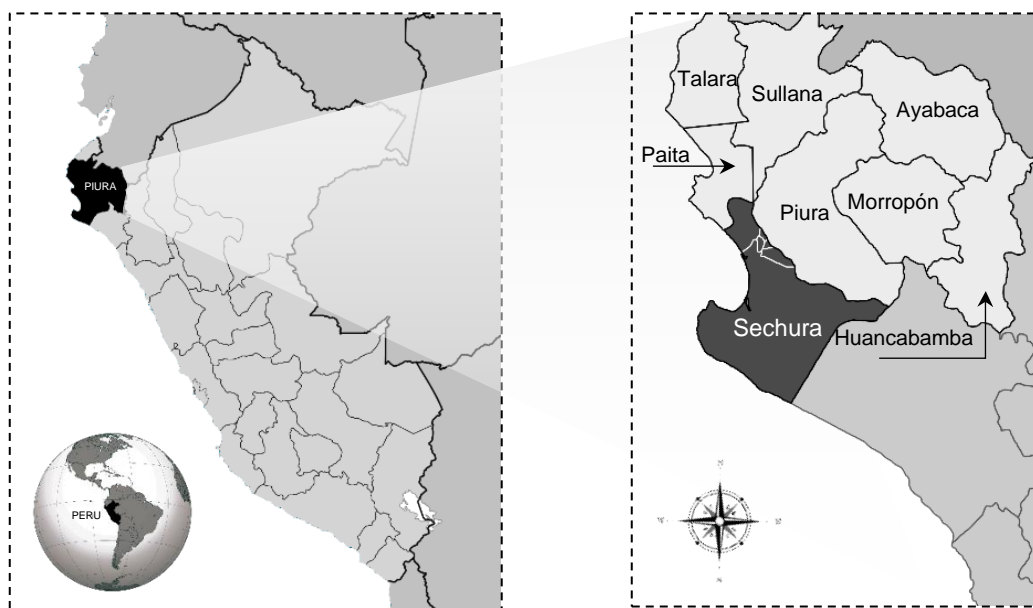 PIURA
PERU
Talara
Sullana
Ayabaca
Paita
Piura
Morropón
Sechura
Huancabamba